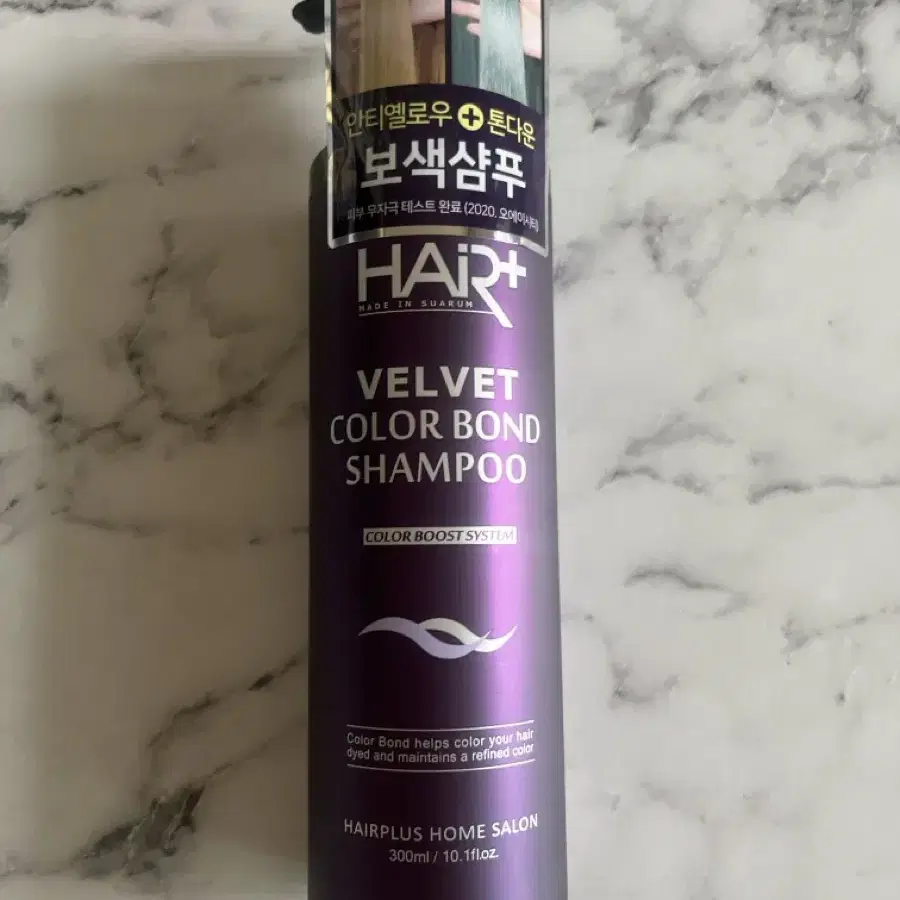 안티옐로우 + 톤다운
보색샴푸
피부 무자극 테스트 완료 (2020. 오에이시티)
HAiR+
MADE IN SUARUM
VELVET
COLOR BOND
SHAMPOO
COLOR BOOST SYSTEM
Color Bond helps color your hair
dyed and maintains a refined color
HAIRPLUS HOME SALON
300ml / 10.1fl.oz.